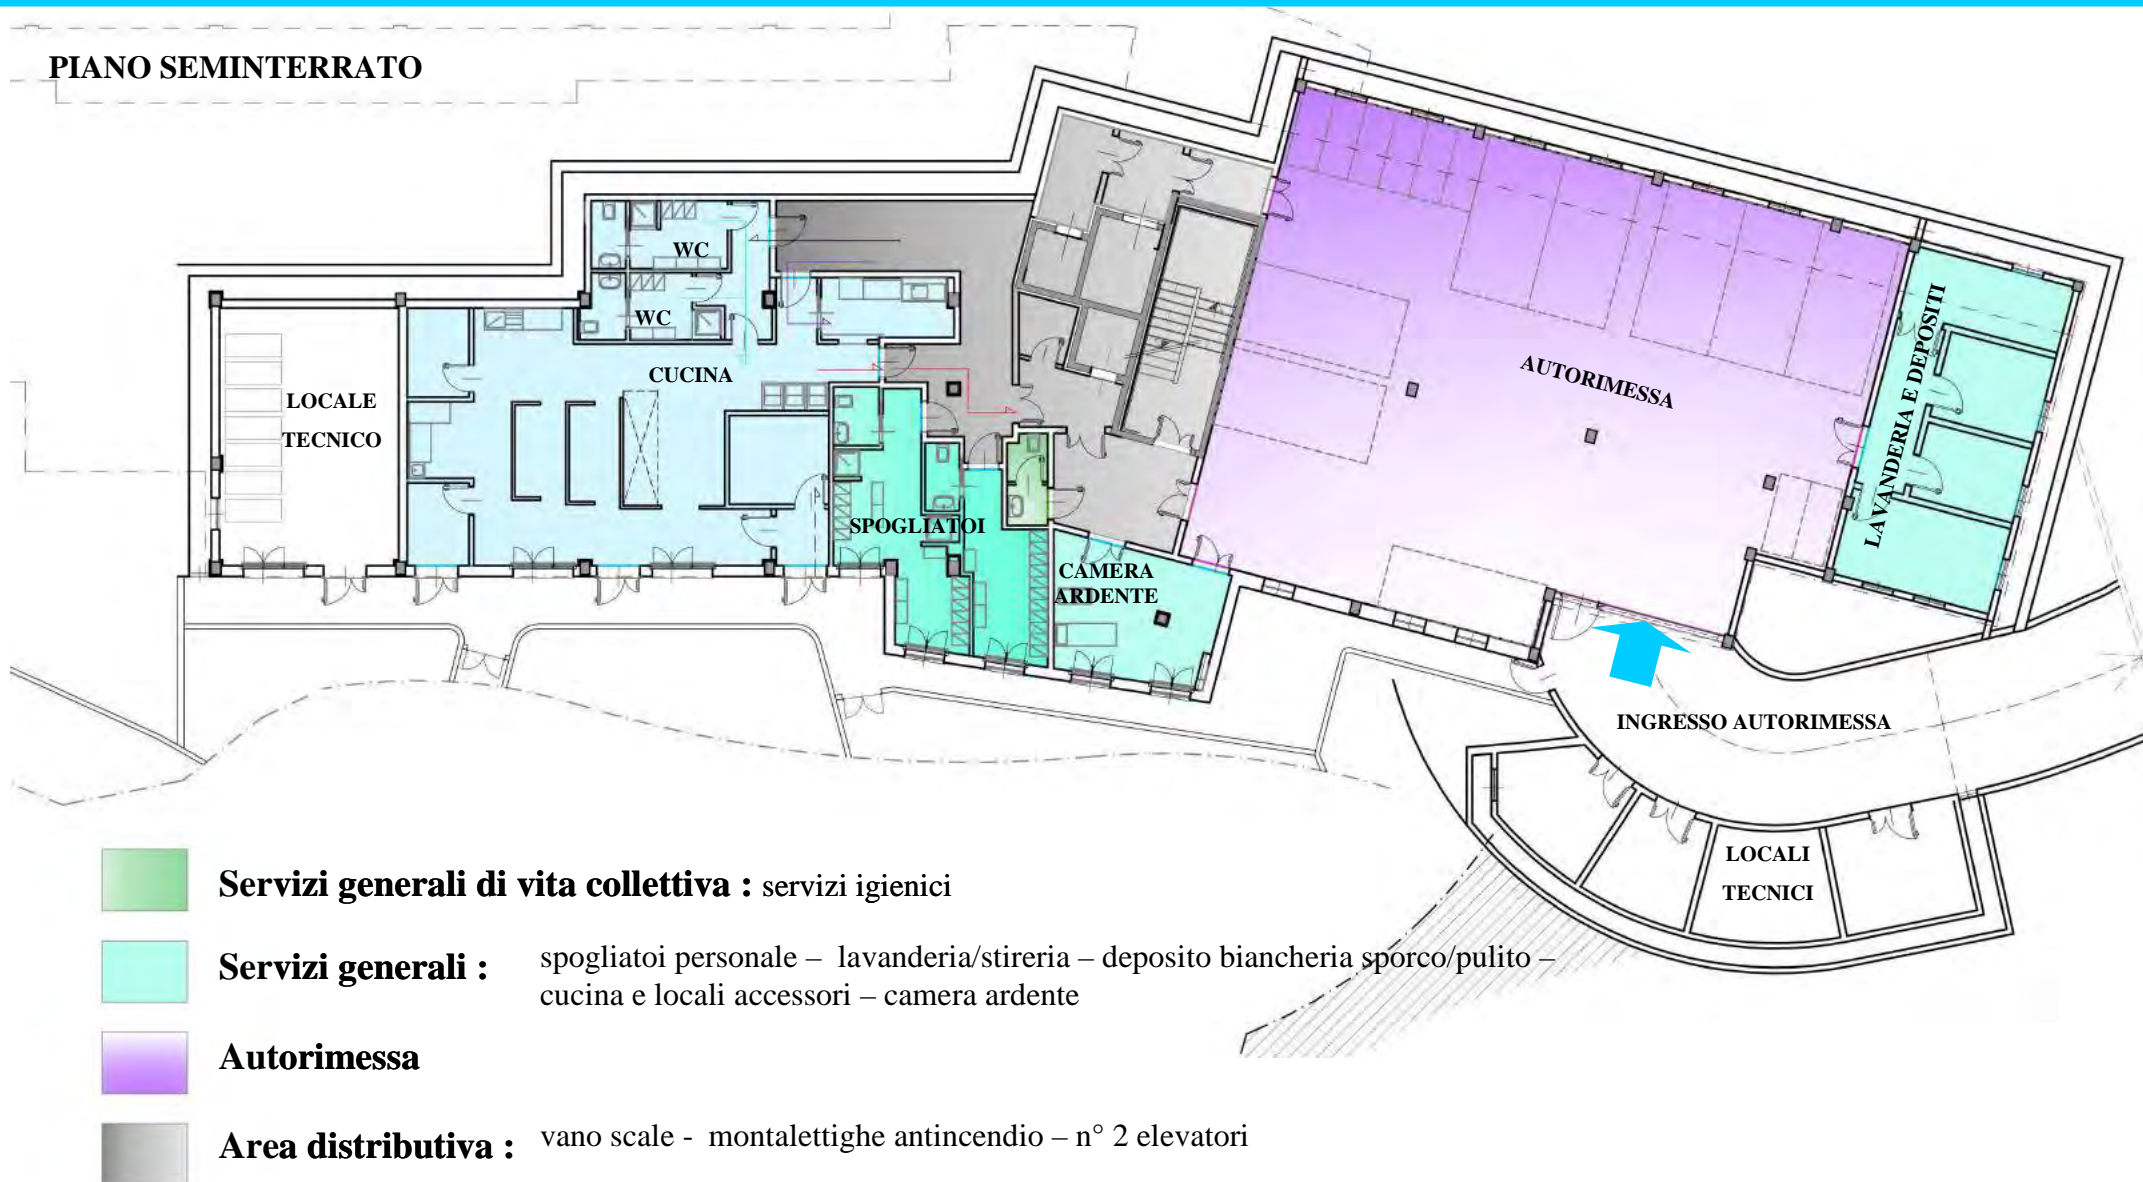 PIANO SEMINTERRATO
WC
WC
CUCINA
LOCALE
TECNICO
SPOGLIATOI
CAMERA
ARDENTE
AUTORIMESSA
LAVANDERIA E DEPOSITI
INGRESSO AUTORIMESSA
LOCALI
TECNICI
Servizi generali di vita collettiva : servizi igienici
Servizi generali : spogliatoi personale – lavanderia/stireria – deposito biancheria sporco/pulito –
cucina e locali accessori – camera ardente
Autorimessa
Area distributiva : vano scale - montalettighe antincendio – n° 2 elevatori